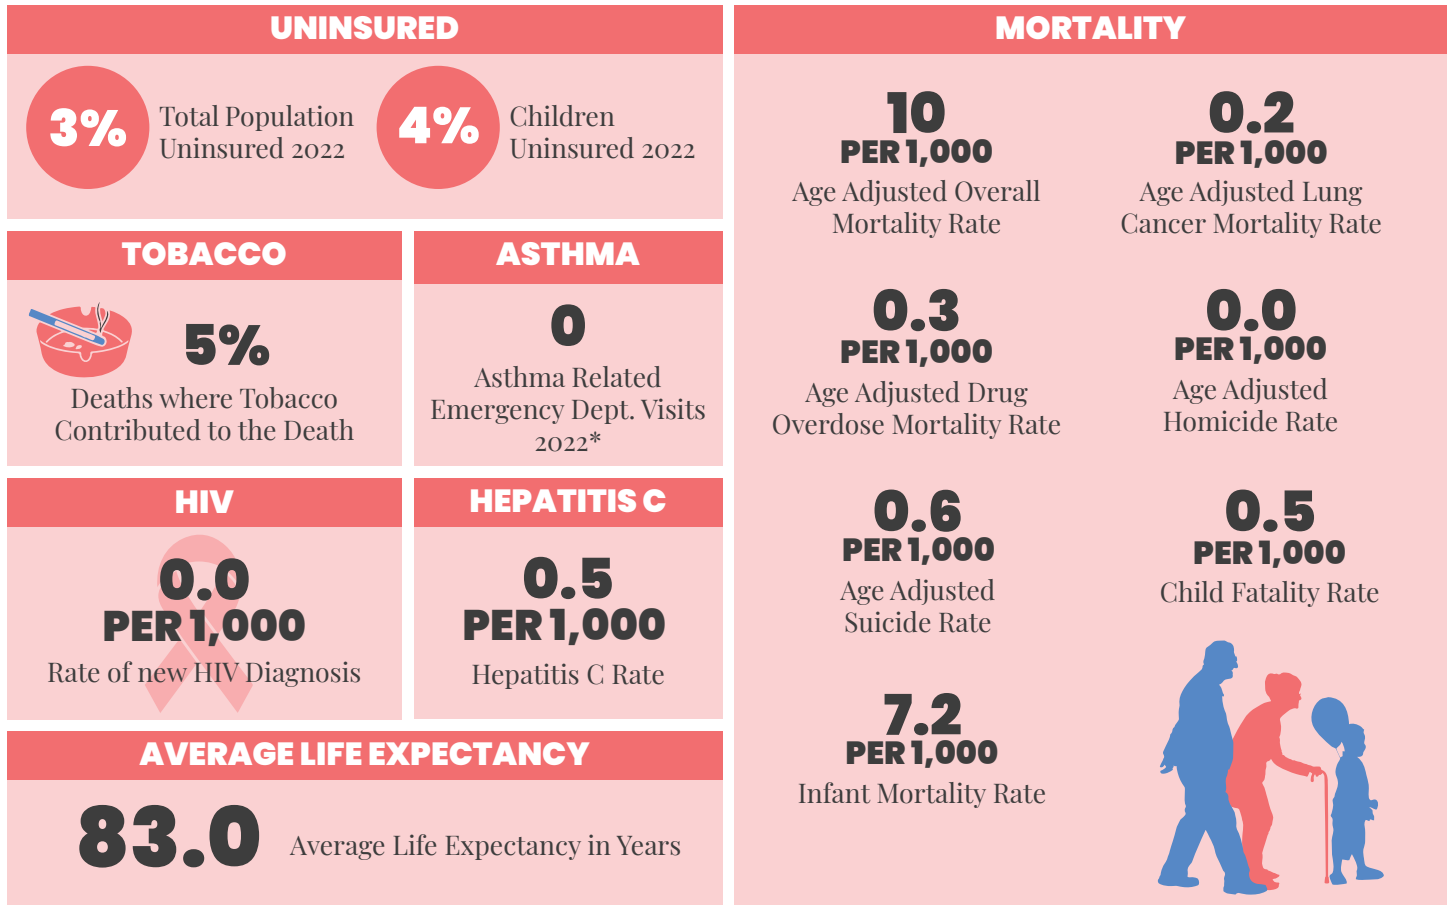 UNINSURED
3%
Total Population
Uninsured 2022
4%
Children
Uninsured 2022
TOBACCO
5%
Deaths where Tobacco
Contributed to the Death
ASTHMA
0
Asthma Related
Emergency Dept. Visits
2022*
HIV
0.0
PER 1,000
Rate of new HIV Diagnosis
HEPATITIS C
0.5
PER 1,000
Hepatitis C Rate
AVERAGE LIFE EXPECTANCY
83.0
Average Life Expectancy in Years
MORTALITY
10
PER 1,000
Age Adjusted Overall
Mortality Rate
0.2
PER 1,000
Age Adjusted Lung
Cancer Mortality Rate
0.3
PER 1,000
Age Adjusted Drug
Overdose Mortality Rate
0.0
PER 1,000
Age Adjusted
Homicide Rate
0.6
PER 1,000
Age Adjusted
Suicide Rate
0.5
PER 1,000
Child Fatality Rate
7.2
PER 1,000
Infant Mortality Rate